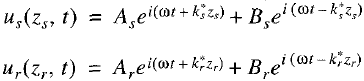 u_s(z_s, t) = A_s e^{i(ωt + k_s^* z_s)} + B_s e^{i(ωt - k_s^* z_s)}
u_r(z_r, t) = A_r e^{i(ωt + k_r^* z_r)} + B_r e^{i(ωt - k_r^* z_r)}